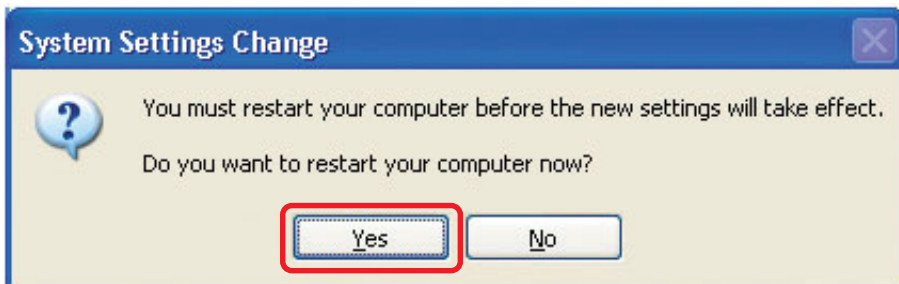 System Settings Change
You must restart your computer before the new settings will take effect.
Do you want to restart your computer now?
Yes No